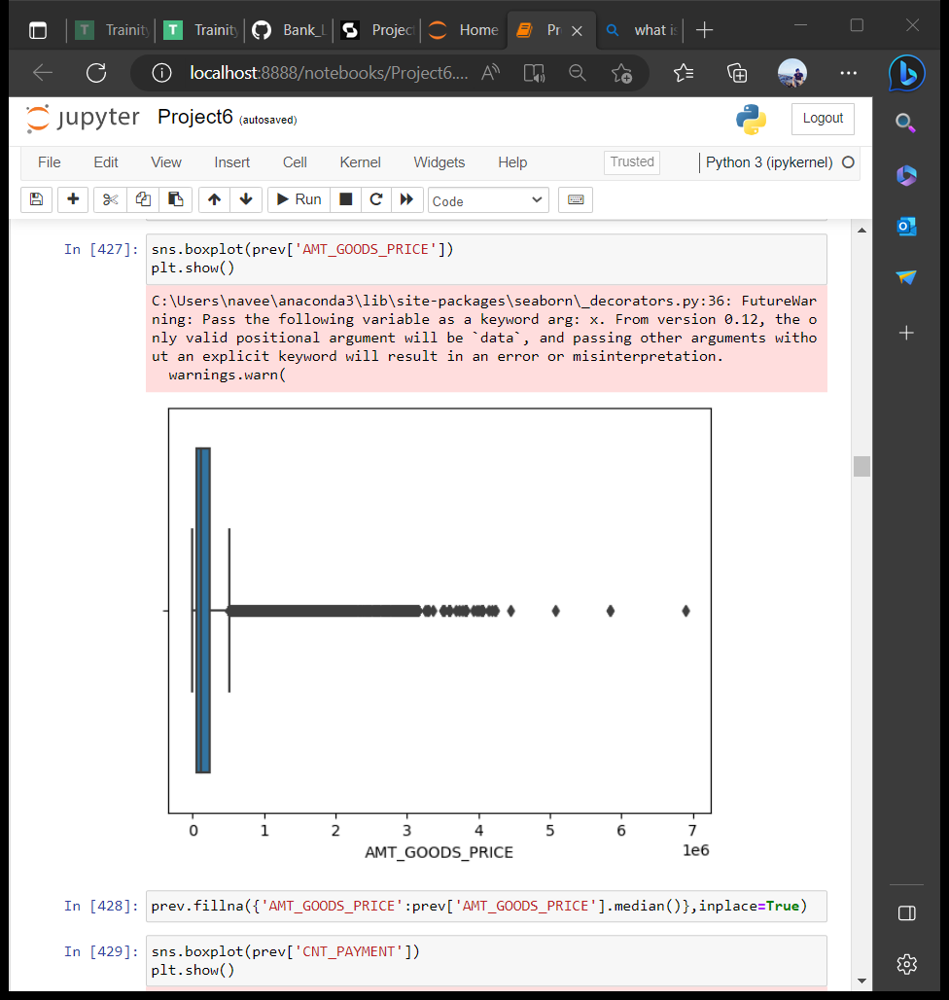 Trainity
Trainity
Bank_L
Project
Home
Pr
what is
localhost:8888/notebooks/Project6....
jupyter Project6 (autosaved)
Logout
File Edit View Insert Cell Kernel Widgets Help
Trusted
Python 3 (ipykernel)
Run
Code
In [427]: sns.boxplot(prev['AMT_GOODS_PRICE'])
plt.show()
C:\Users\navee\anaconda3\lib\site-packages\seaborn\_decorators.py:36: FutureWar
ning: Pass the following variable as a keyword arg: x. From version 0.12, the o
nly valid positional argument will be `data`, and passing other arguments witho
ut an explicit keyword will result in an error or misinterpretation.
warnings.warn(
0 1 2 3 4 5 6 7
1e6
AMT_GOODS_PRICE
In [428]: prev.fillna({'AMT_GOODS_PRICE':prev['AMT_GOODS_PRICE'].median()},inplace=True)
In [429]: sns.boxplot(prev['CNT_PAYMENT'])
plt.show()